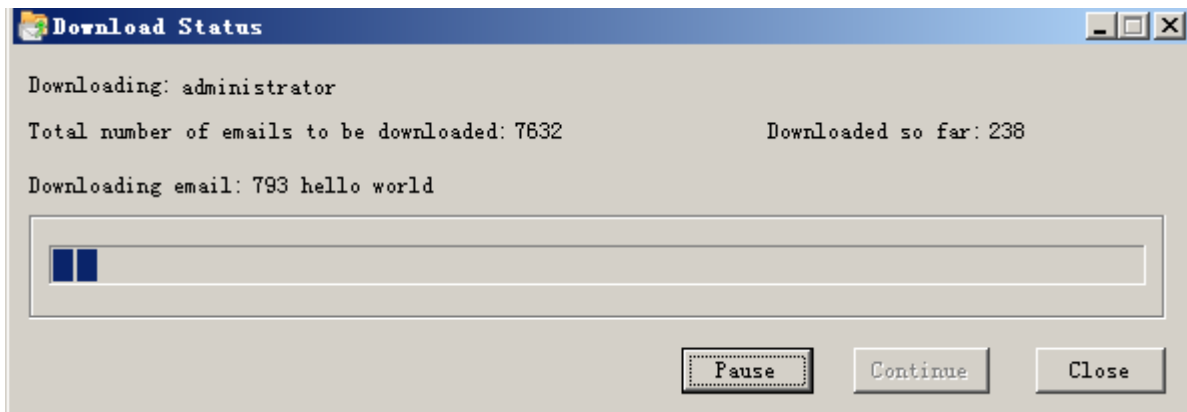 Download Status
Downloading: administrator
Total number of emails to be downloaded: 7632 Downloaded so far: 238
Downloading email: 793 hello world
Pause Continue Close